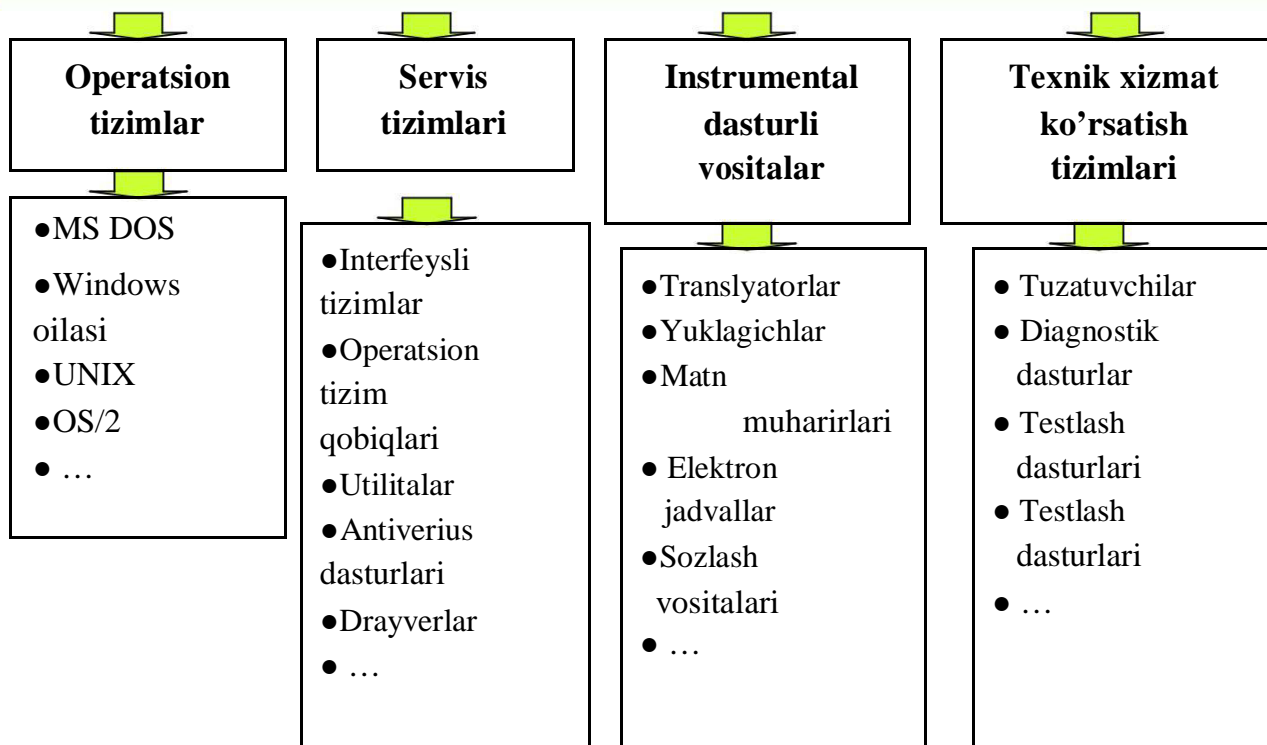 Operatsion
tizimlar
●MS DOS
●Windows
oilasi
●UNIX
●OS/2
● …
Servis
tizimlari
●Interfeysli
tizimlar
●Operatsion
tizim
qobiqlari
●Utilitalar
●Antiverius
dasturlari
●Drayverlar
● …
Instrumental
dasturli
vositalar
●Translyatorlar
●Yuklagichlar
●Matn
muharirlari
● Elektron
jadvallar
●Sozlash
vositalari
● …
Texnik xizmat
ko’rsatish
tizimlari
● Tuzatuvchilar
● Diagnostik
dasturlar
● Testlash
dasturlari
● Testlash
dasturlari
● …